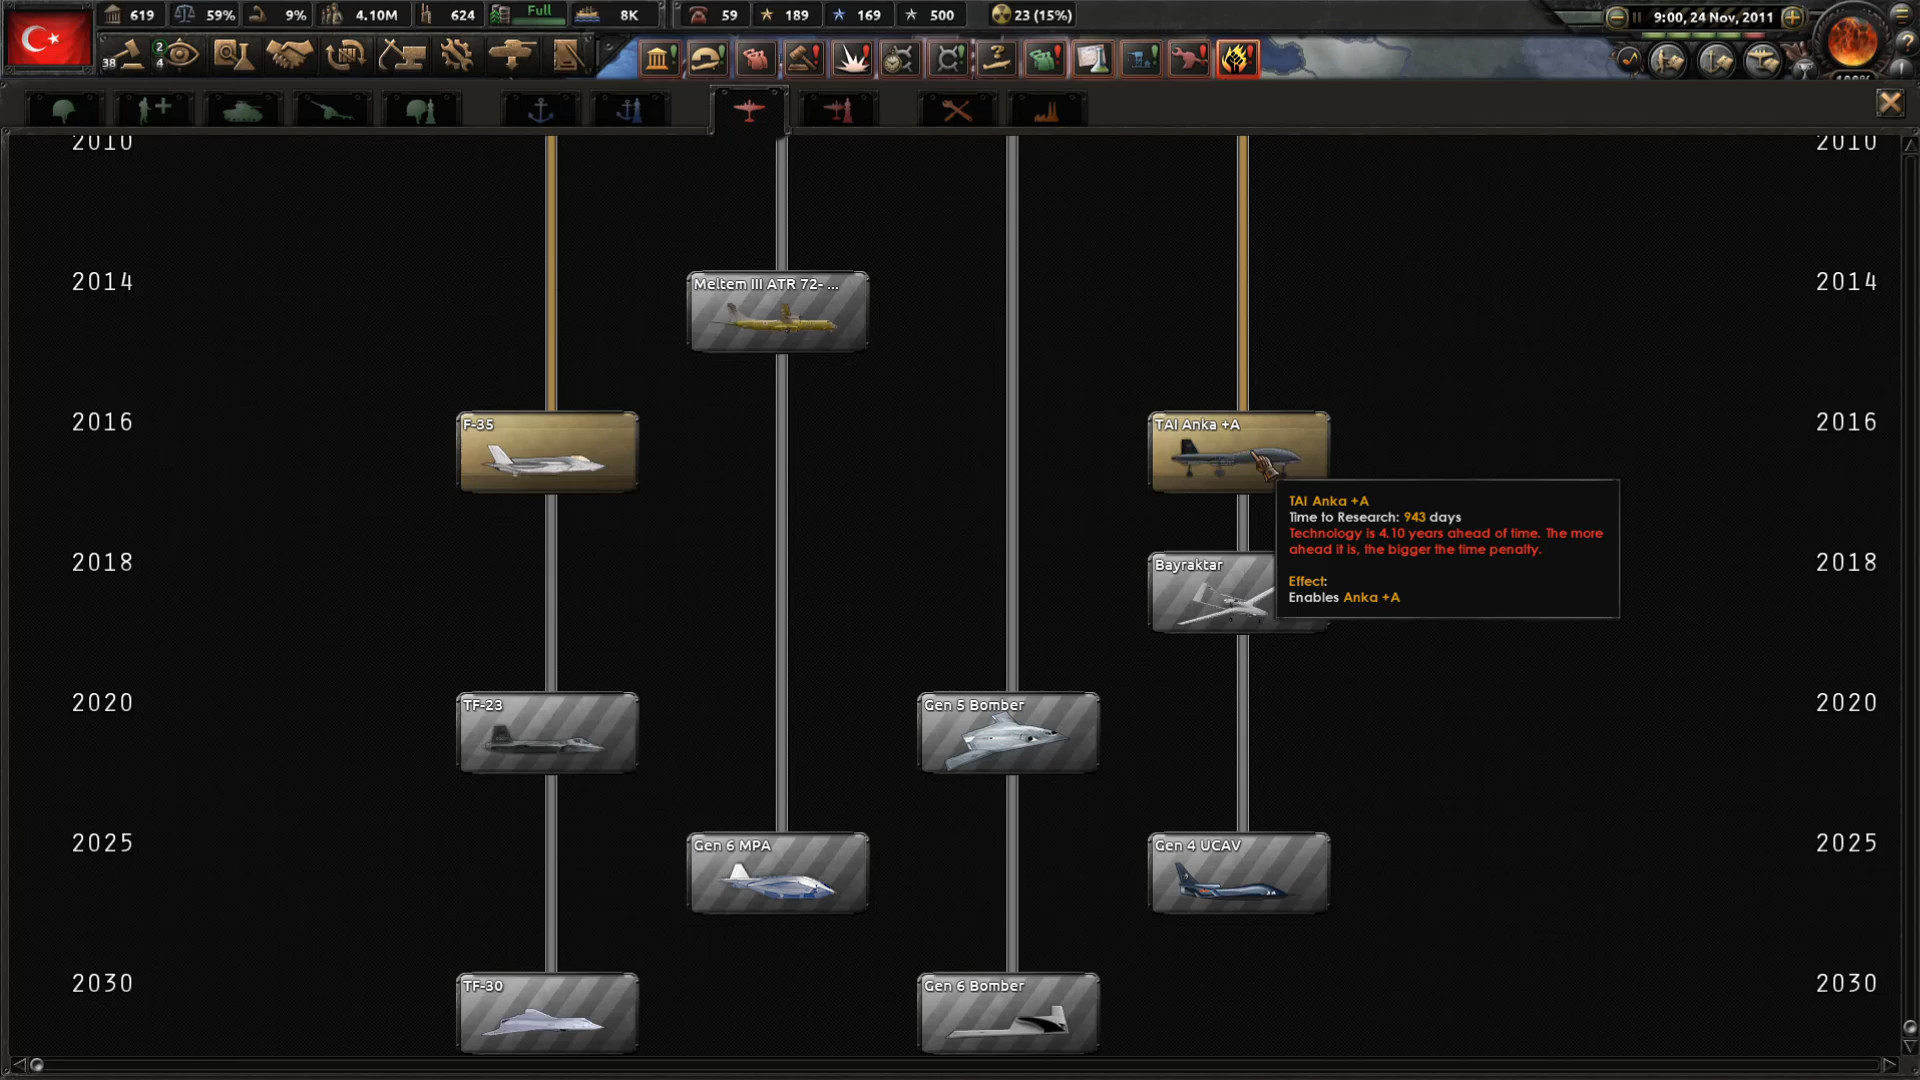 619 59% 9% 4.10M 624 Full 8K 59 189 169 500 23 (15%) 9:00, 24 Nov, 2011
38 2 4
2010 2010
2014 Meltem III ATR 72- ... 2014
2016 F-35 TAI Anka +A 2016
TAI Anka +A
Time to Research: 943 days
Technology is 4.10 years ahead of time. The more
ahead it is, the bigger the time penalty.
Effect:
Enables Anka +A
2018 Bayraktar 2018
2020 TF-23 Gen 5 Bomber 2020
2025 Gen 6 MPA Gen 4 UCAV 2025
2030 TF-30 Gen 6 Bomber 2030